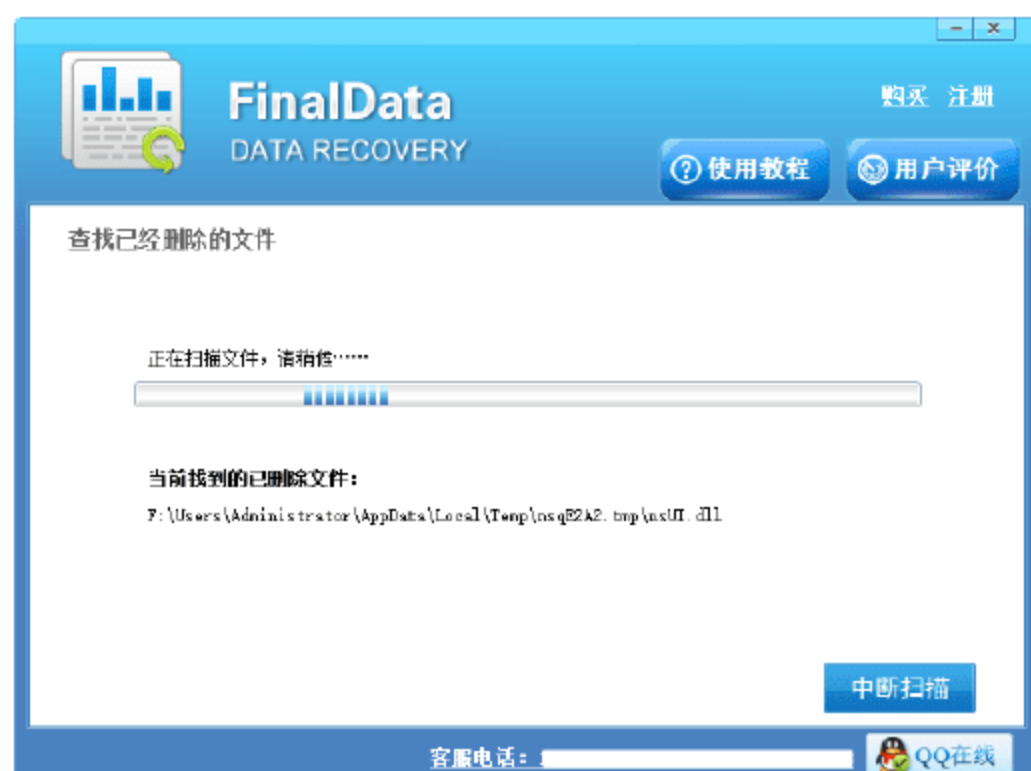 购买 注册
FinalData
DATA RECOVERY
使用教程 用户评价
查找已经删除的文件
正在扫描文件，请稍候……
当前找到的已删除文件：
F:\Users\Administrator\AppData\Local\Temp\nsqE2A2.tmp\nsUI.dll
中断扫描
客服电话：
QQ在线